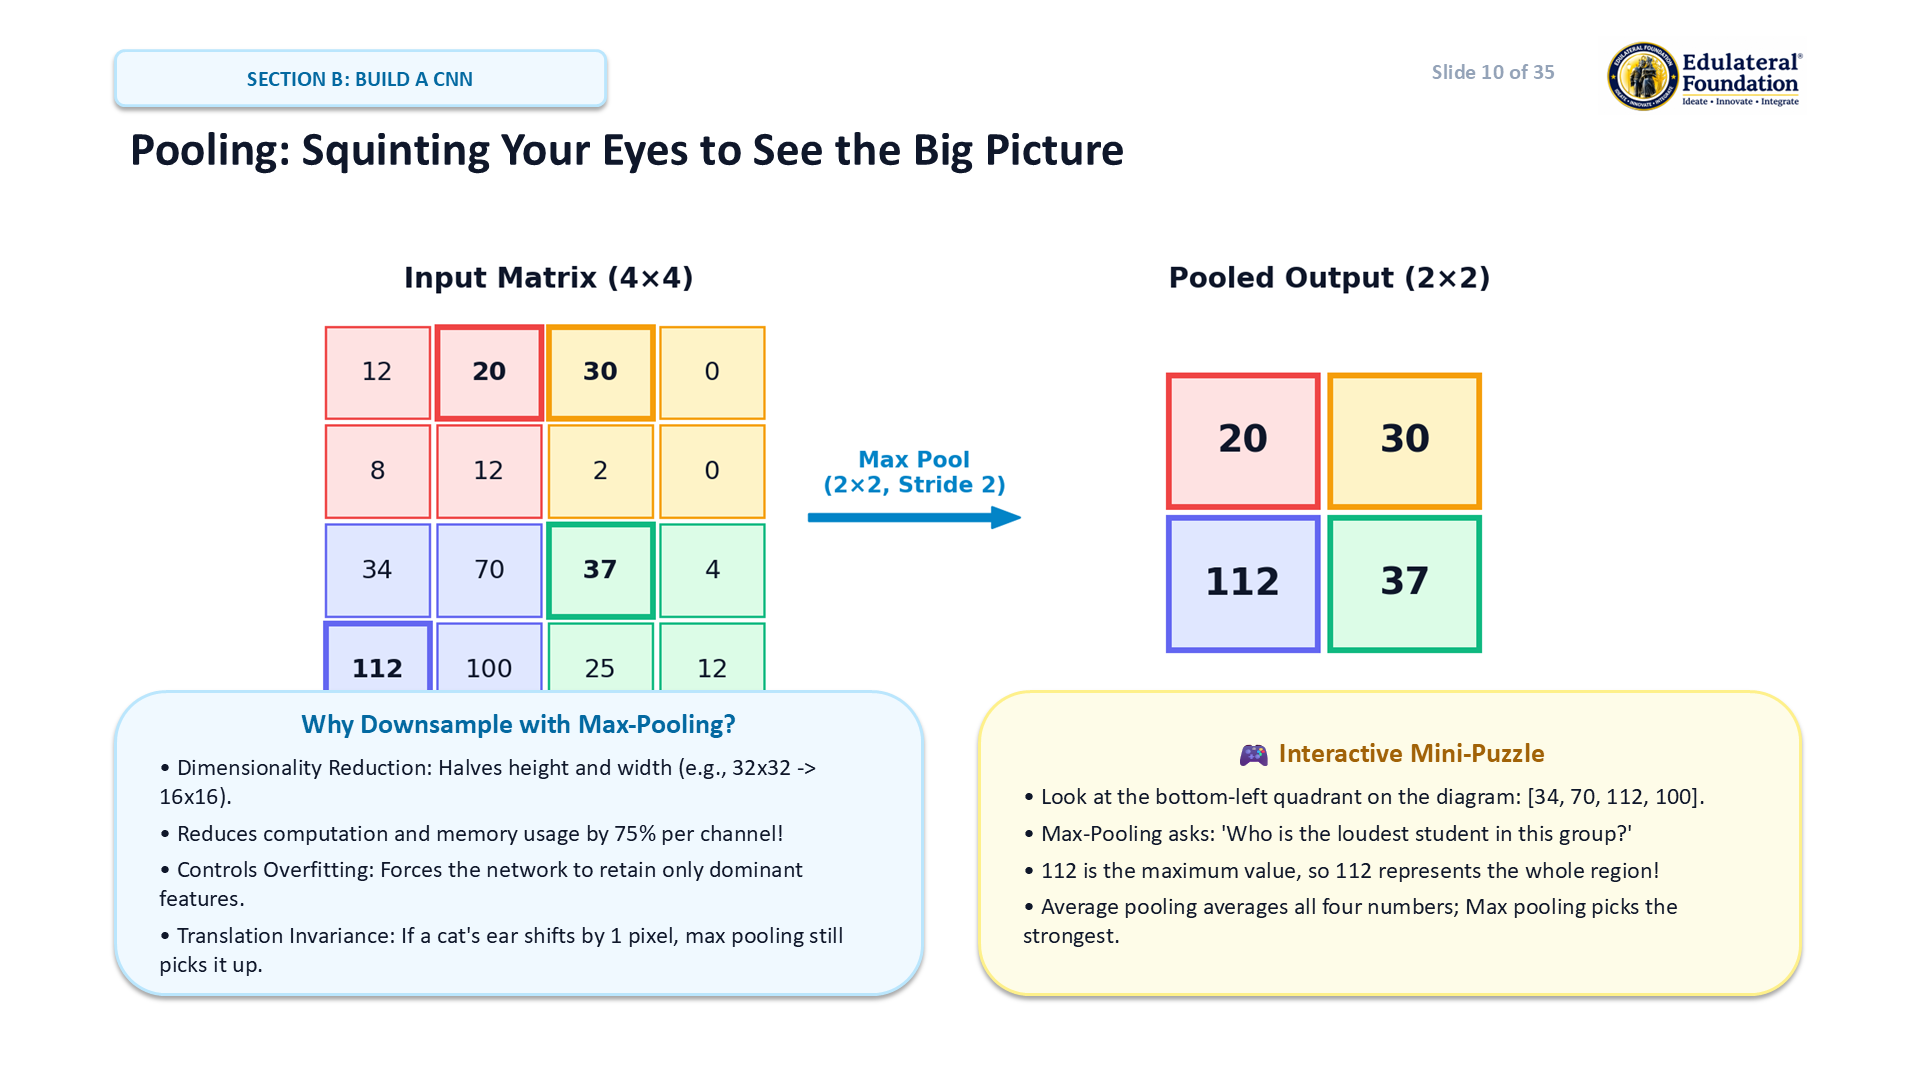 SECTION B: BUILD A CNN
Slide 10 of 35
EDULATERAL FOUNDATION
IDEATE • INNOVATE • INTEGRATE
Edulateral®
Foundation
Ideate • Innovate • Integrate
Pooling: Squinting Your Eyes to See the Big Picture
Input Matrix (4×4)
Pooled Output (2×2)
12 20 30 0
8 12 2 0
34 70 37 4
112 100 25 12
Max Pool
(2×2, Stride 2)
20 30
112 37
Why Downsample with Max-Pooling?
• Dimensionality Reduction: Halves height and width (e.g., 32x32 ->
16x16).
• Reduces computation and memory usage by 75% per channel!
• Controls Overfitting: Forces the network to retain only dominant
features.
• Translation Invariance: If a cat's ear shifts by 1 pixel, max pooling still
picks it up.
🎮 Interactive Mini-Puzzle
• Look at the bottom-left quadrant on the diagram: [34, 70, 112, 100].
• Max-Pooling asks: 'Who is the loudest student in this group?'
• 112 is the maximum value, so 112 represents the whole region!
• Average pooling averages all four numbers; Max pooling picks the
strongest.